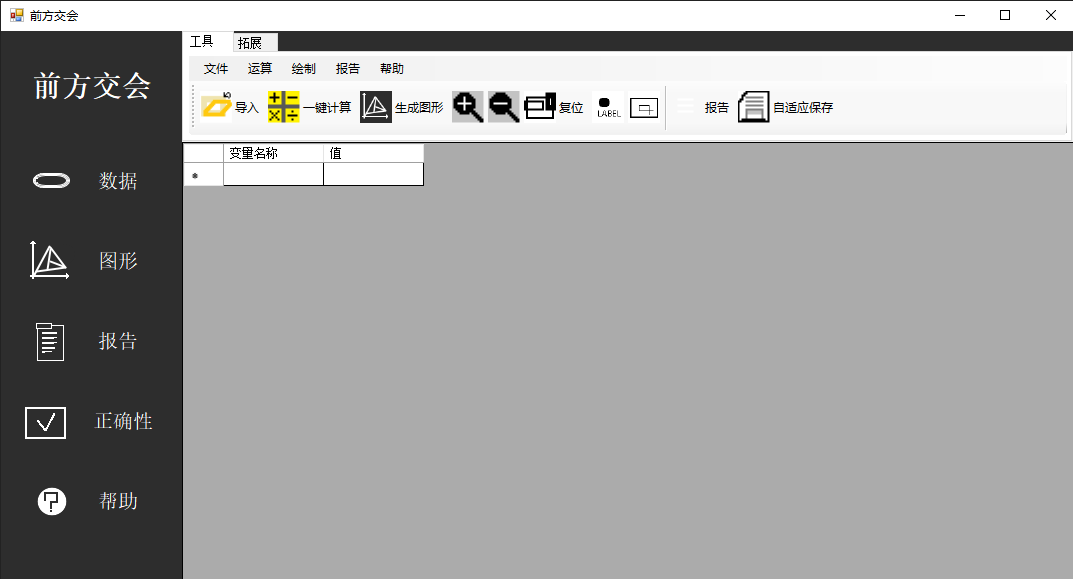 前方交会
工具 拓展
文件 运算 绘制 报告 帮助
导入 一键计算 生成图形 复位 LABEL 报告 自适应保存
变量名称 值
前方交会
数据
图形
报告
正确性
帮助